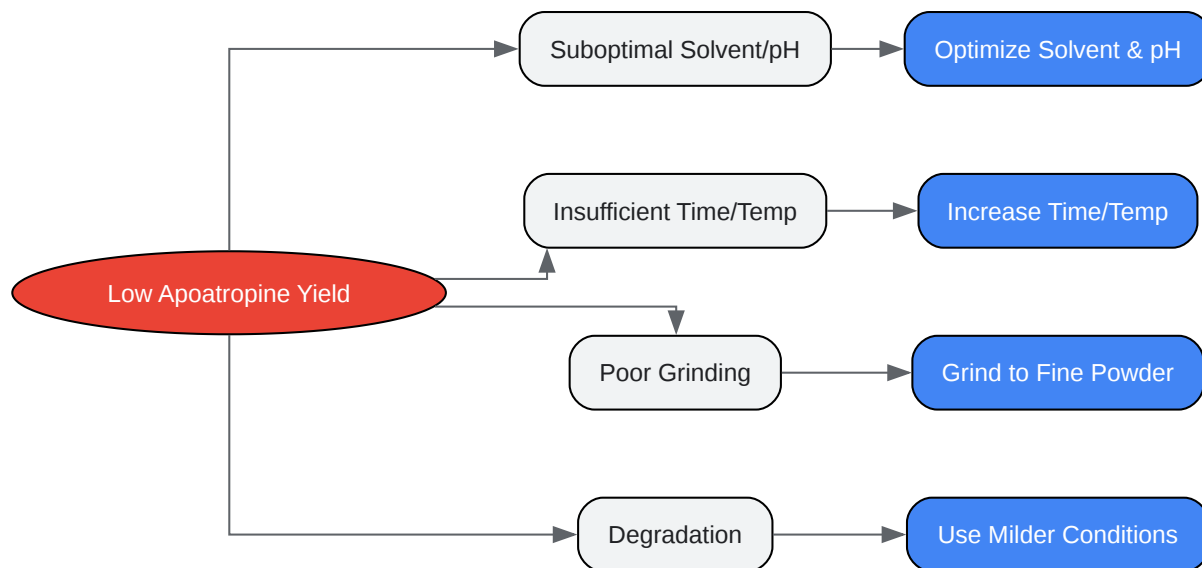 Suboptimal Solvent/pH
Optimize Solvent & pH
Insufficient Time/Temp
Increase Time/Temp
Low Apoatropine Yield
Poor Grinding
Grind to Fine Powder
Degradation
Use Milder Conditions